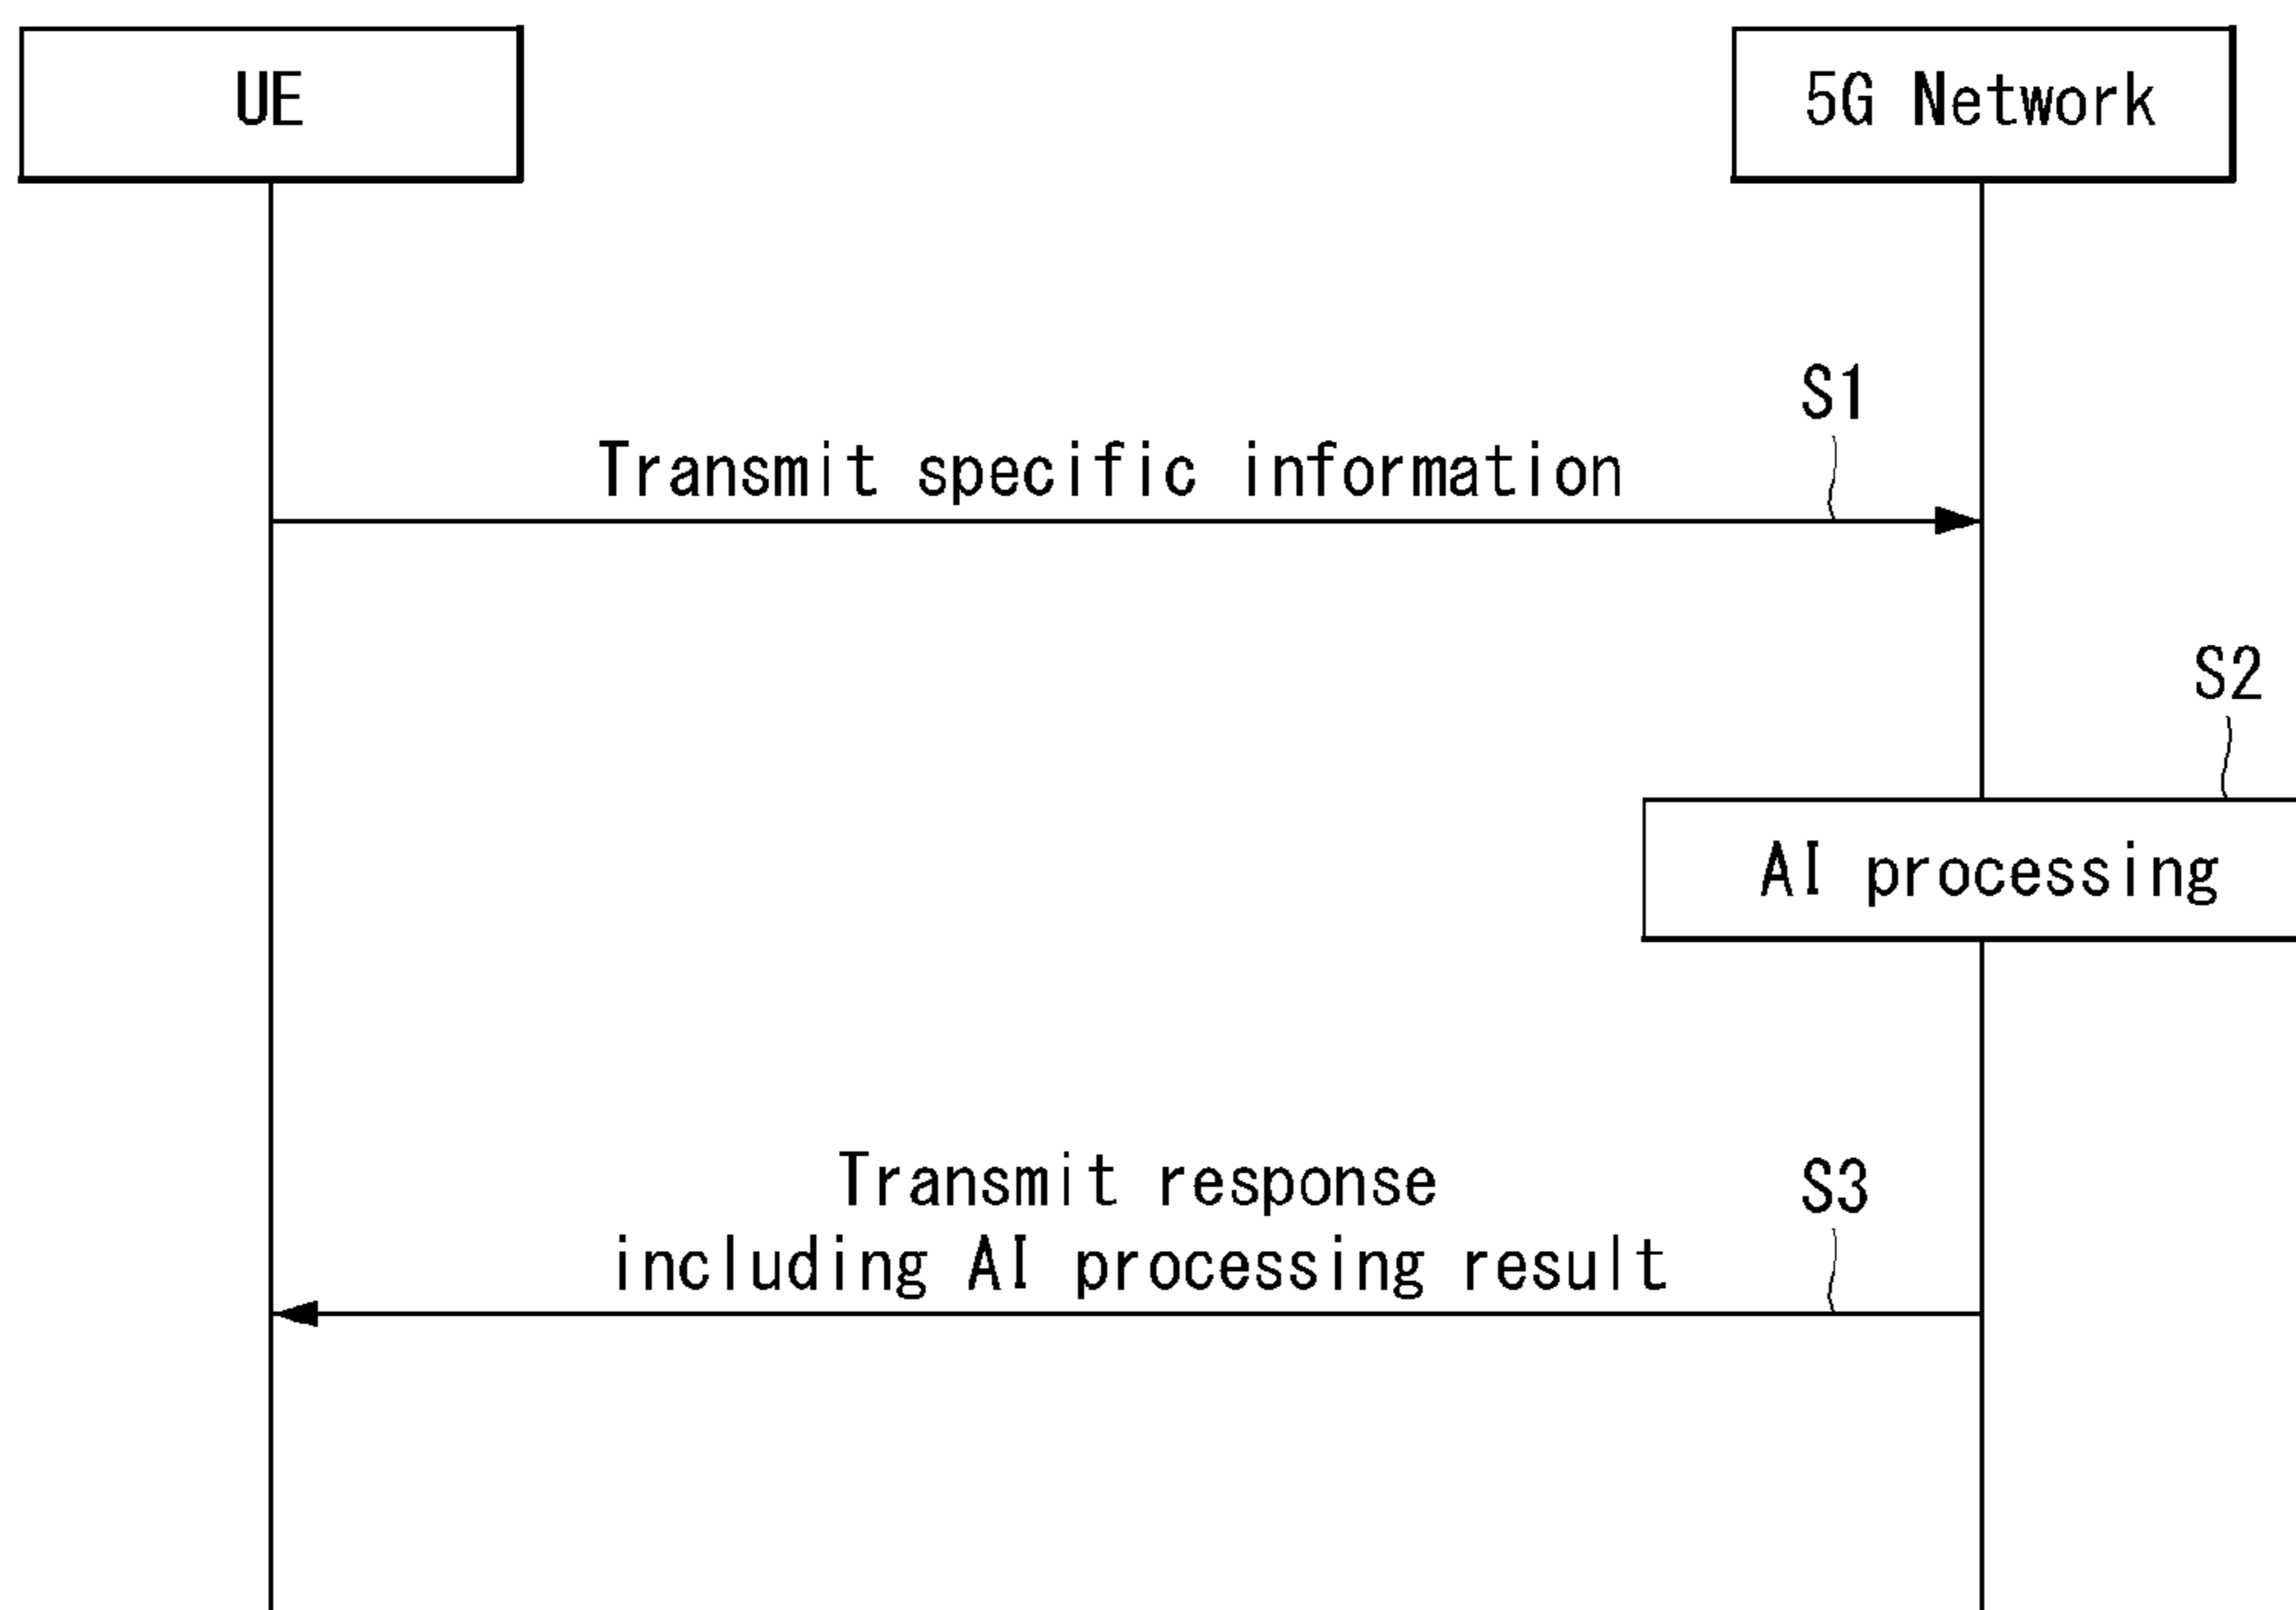 UE
5G Network
S1
Transmit specific information
S2
AI processing
Transmit response
S3
including AI processing result